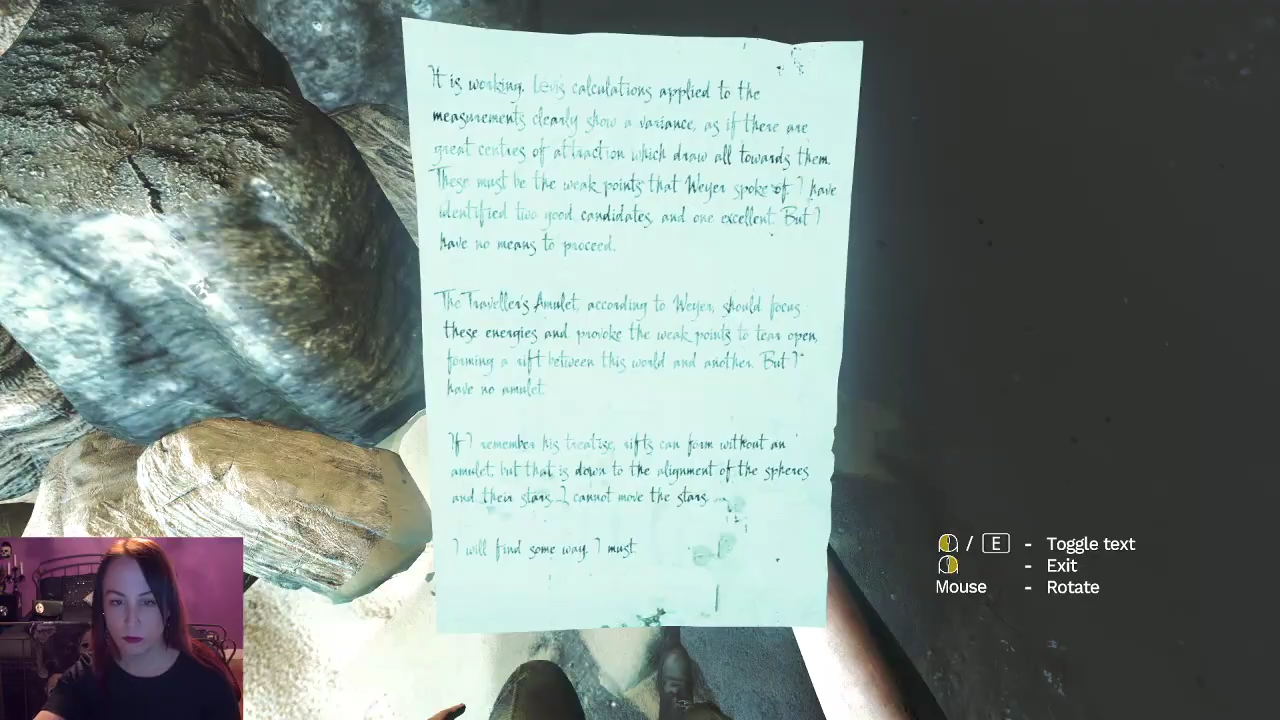 It is working. Levis calculations applied to the
measurements clearly show a variance, as if there are
great centres of attraction which draw all towards them.
These must be the weak points that Weyer spoke of. I have
identified two good candidates, and one excellent. But I
have no means to proceed.
The Traveller's Amulet, according to Weyer, should focus
these energies and provoke the weak points to tear open,
forming a rift between this world and another. But I
have no amulet.
If I remember his treatise, rifts can form without an
amulet, but that is down to the alignment of the spheres
and their stars. I cannot move the stars.
I will find some way. I must.
/ E - Toggle text
- Exit
Mouse - Rotate